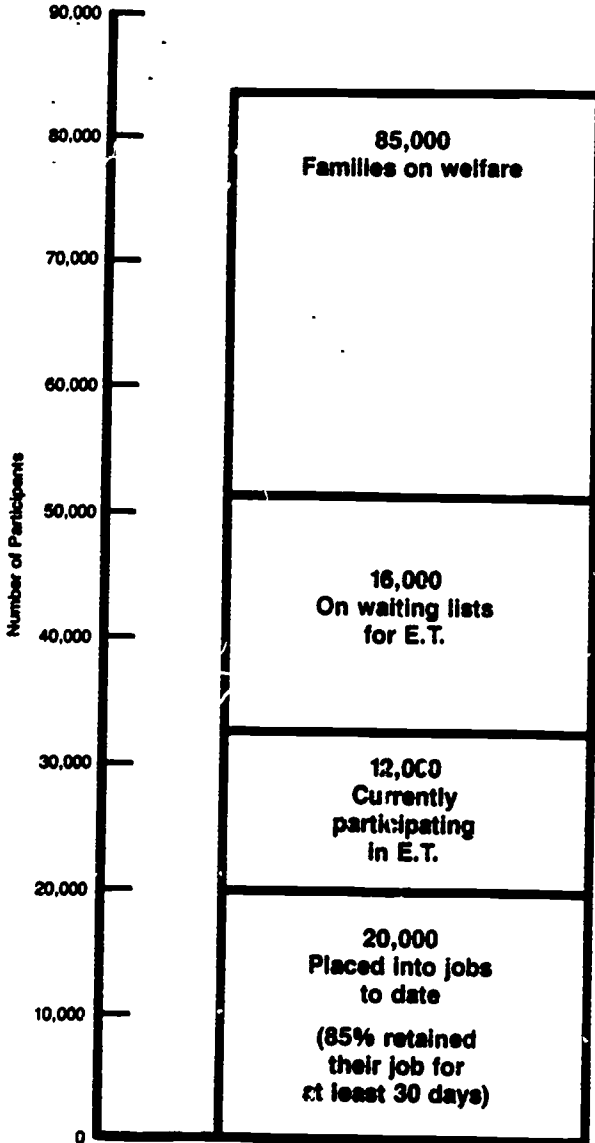 90,000
80,000
70,000
60,000
50,000
40,000
30,000
20,000
10,000
0
Number of Participants
85,000
Families on welfare
16,000
On waiting lists
for E.T.
12,000
Currently
participating
in E.T.
20,000
Placed into jobs
to date
(85% retained
their job for
at least 30 days)